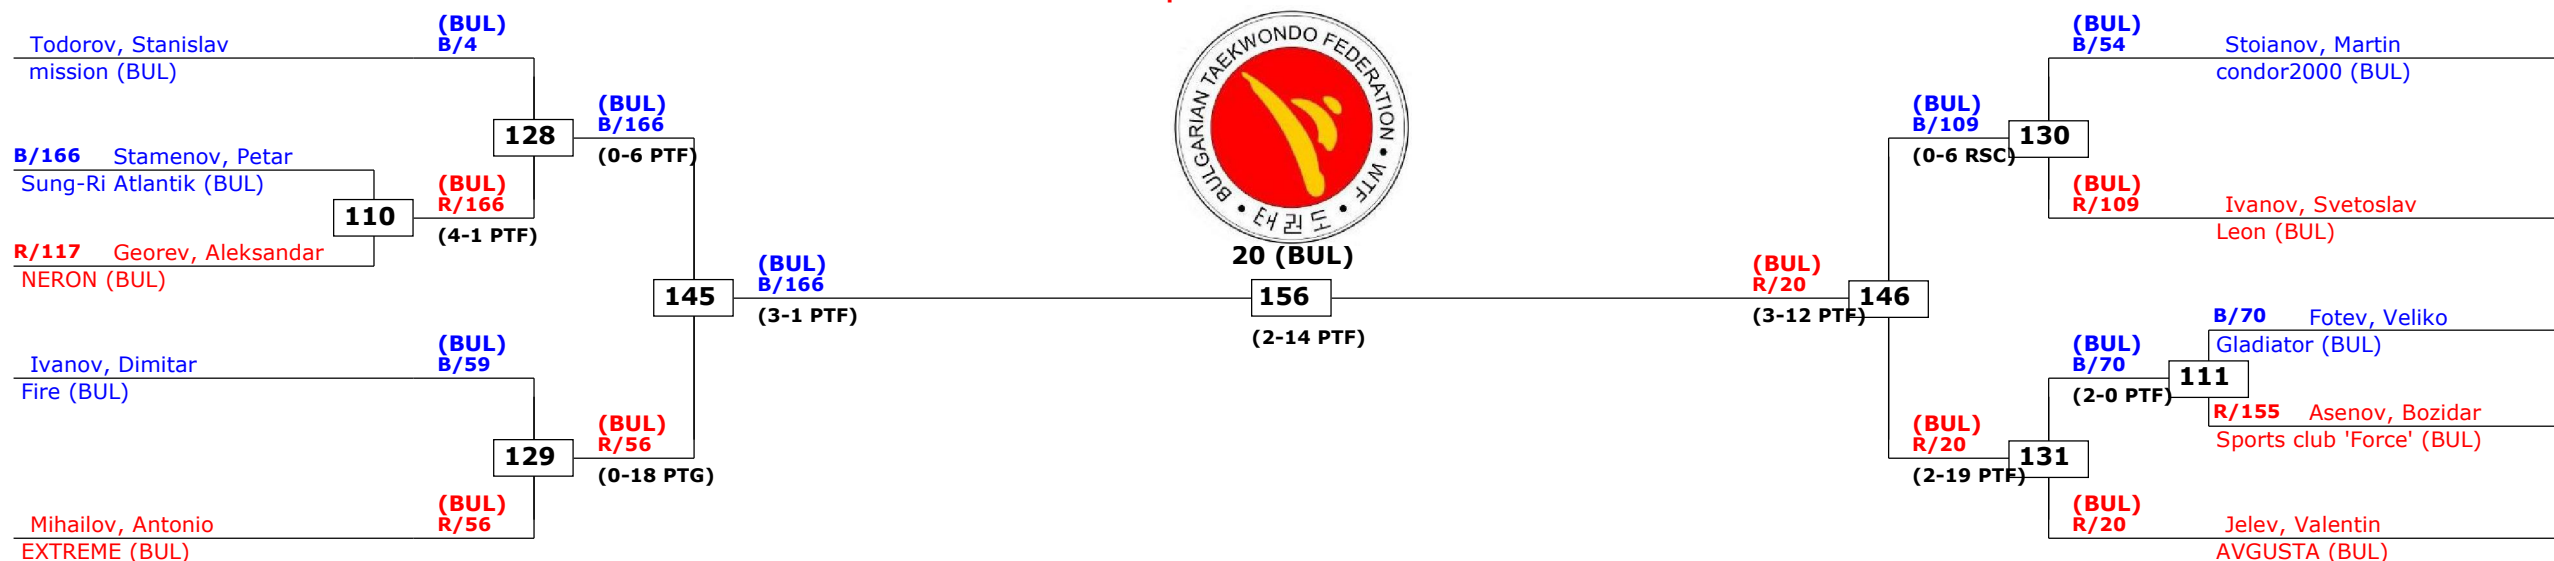 (BUL)
B/4
Todorov, Stanislav
mission (BUL)
B/166 Stamenov, Petar
Sung-Ri Atlantik (BUL)
R/117 Georev, Aleksandar
NERON (BUL)
110
(BUL)
R/166
(4-1 PTF)
128
(BUL)
B/166
(0-6 PTF)
Ivanov, Dimitar
Fire (BUL)
(BUL)
B/59
Mihailov, Antonio
EXTREME (BUL)
(BUL)
R/56
129
(BUL)
R/56
(0-18 PTG)
145
(BUL)
B/166
(3-1 PTF)
BULGARIAN TAEKWONDO FEDERATION • WTF •
태권도 •
20 (BUL)
156
(2-14 PTF)
(BUL)
R/20
(3-12 PTF)
146
(BUL)
B/109
(0-6 RSC)
130
(BUL)
B/54
Stoianov, Martin
condor2000 (BUL)
(BUL)
R/109
Ivanov, Svetoslav
Leon (BUL)
(BUL)
R/20
(2-19 PTF)
131
(BUL)
B/70
(2-0 PTF)
111
B/70 Fotev, Veliko
Gladiator (BUL)
R/155 Asenov, Bozidar
Sports club 'Force' (BUL)
(BUL)
R/20
Jelev, Valentin
AVGUSTA (BUL)